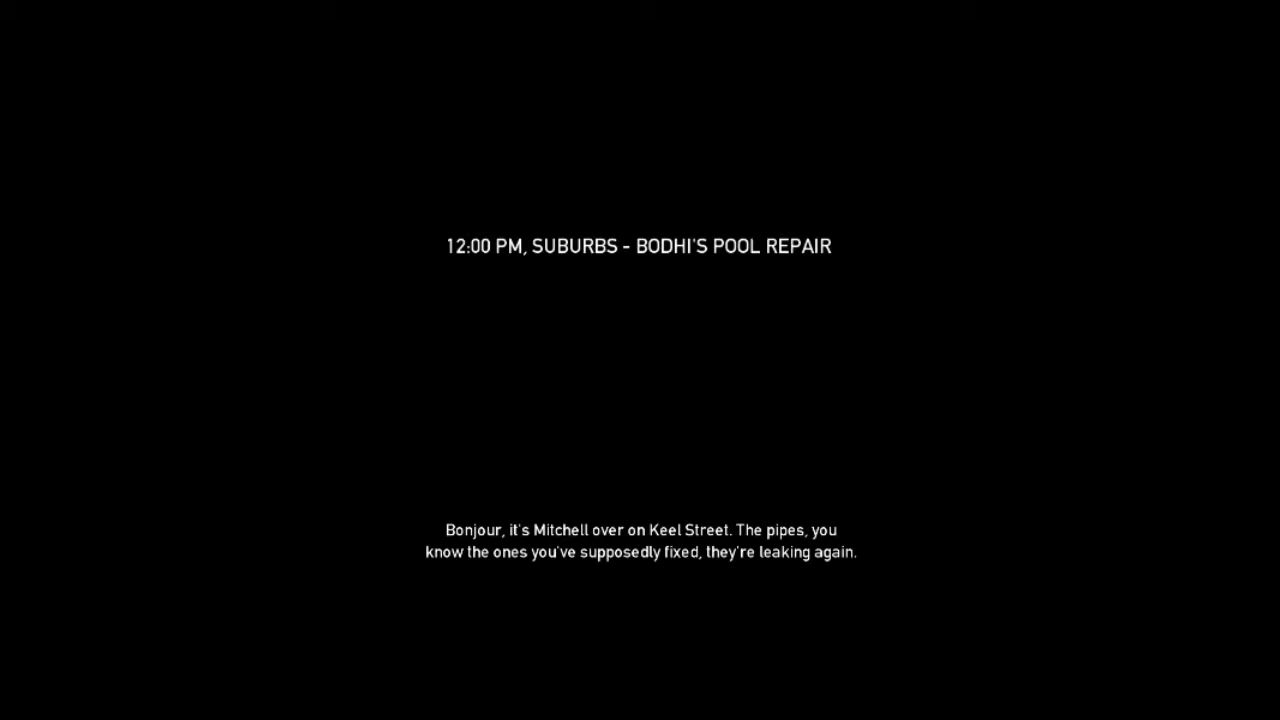 12:00 PM, SUBURBS - BODHI'S POOL REPAIR
Bonjour, it's Mitchell over on Keel Street. The pipes, you
know the ones you've supposedly fixed, they're leaking again.